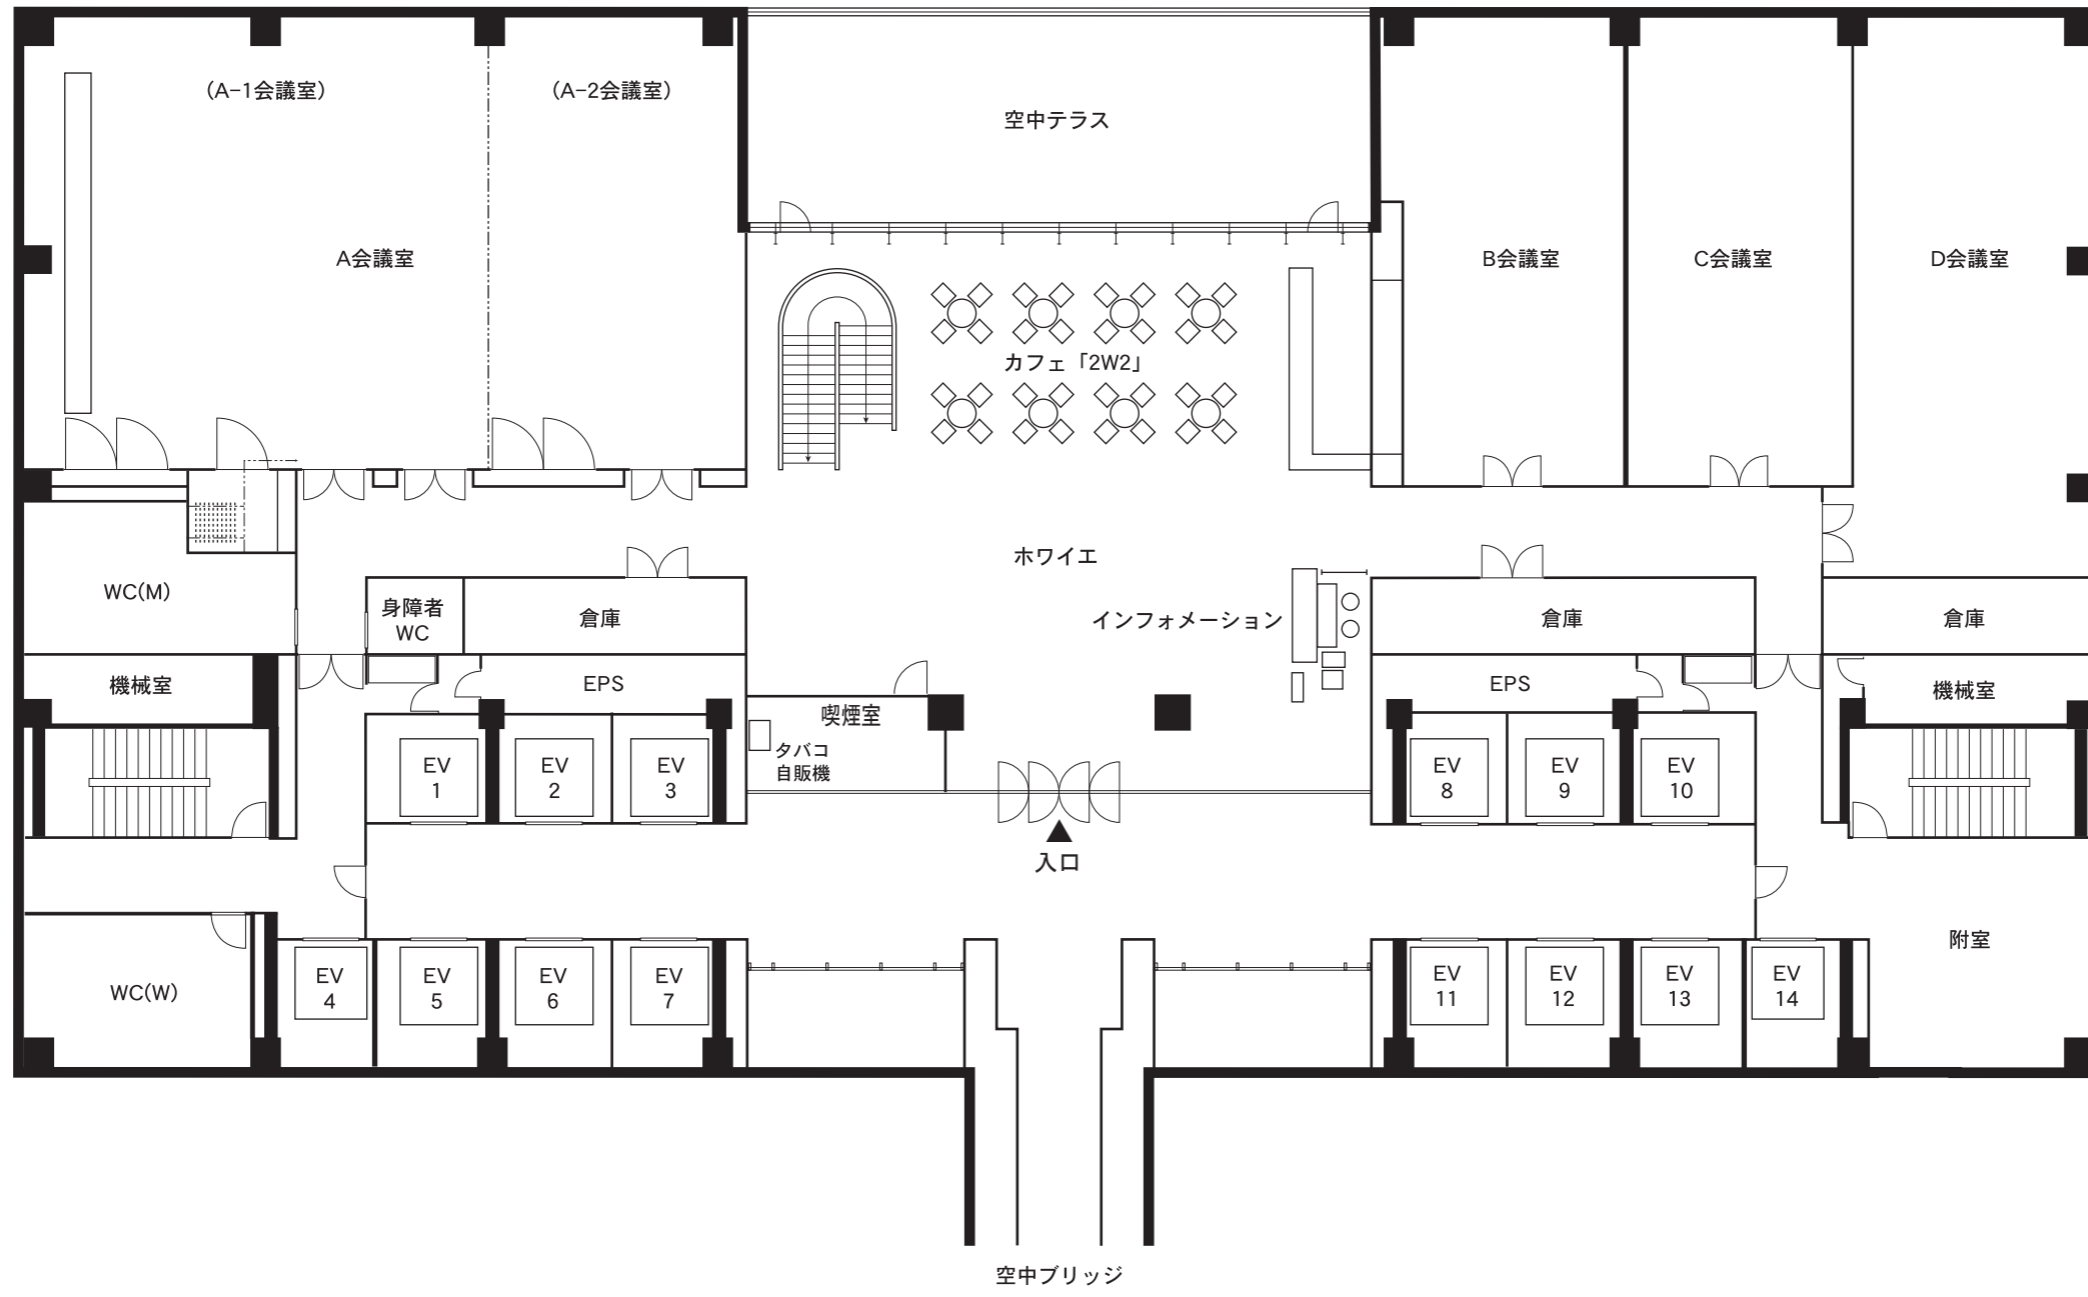 (A-1会議室)
(A-2会議室)
空中テラス
A会議室
B会議室
C会議室
D会議室
カフェ「2W2」
ホワイエ
WC(M)
身障者
WC
倉庫
インフォメーション
倉庫
倉庫
機械室
EPS
喫煙室
EPS
機械室
タバコ
自販機
EV
1
EV
2
EV
3
EV
8
EV
9
EV
10
入口
附室
WC(W)
EV
4
EV
5
EV
6
EV
7
EV
11
EV
12
EV
13
EV
14
空中ブリッジ